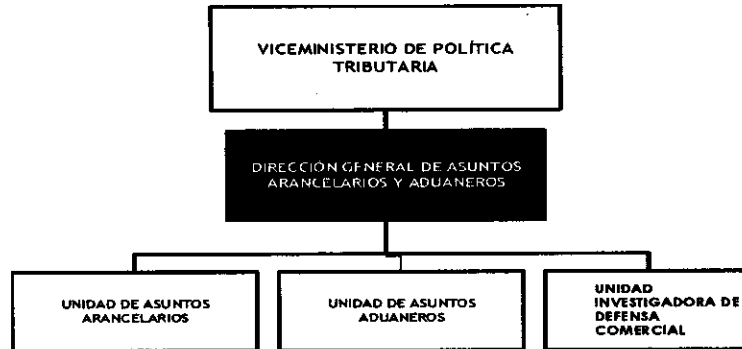 VICEMINISTERIO DE POLÍTICA
TRIBUTARIA
DIRECCIÓN GENERAL DE ASUNTOS
ARANCELARIOS Y ADUANEROS
UNIDAD DE ASUNTOS
ARANCELARIOS
UNIDAD DE ASUNTOS
ADUANEROS
UNIDAD
INVESTIGADORA DE
DEFENSA
COMERCIAL